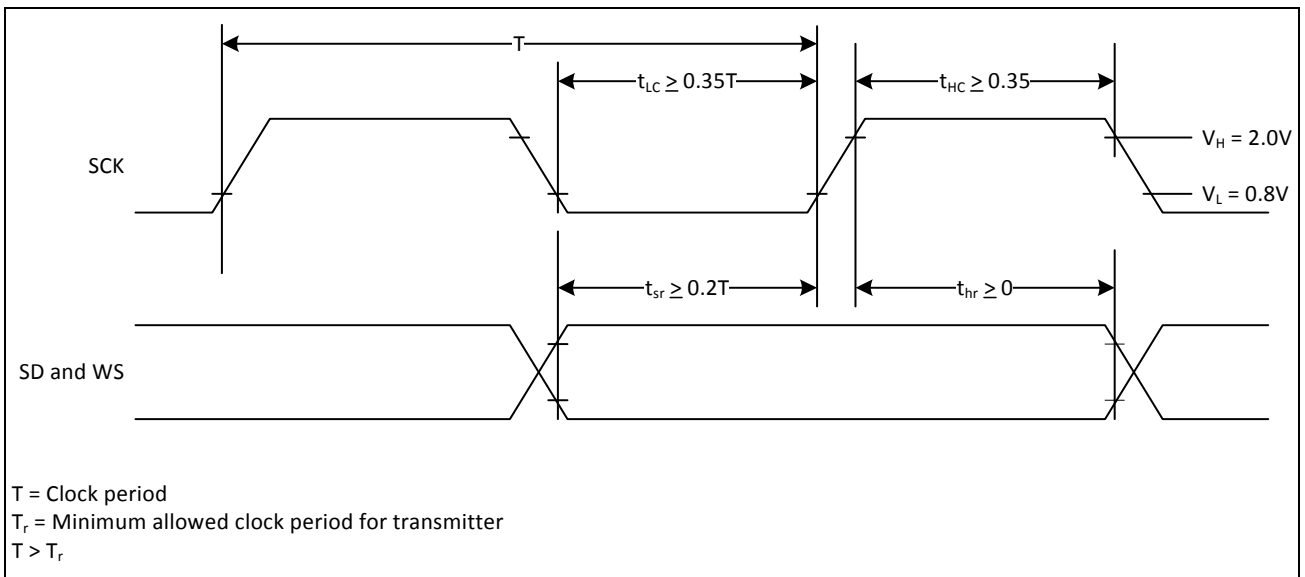 T
t_LC ≥ 0.35T
t_HC ≥ 0.35
SCK
V_H = 2.0V
V_L = 0.8V
t_sr ≥ 0.2T
t_hr ≥ 0
SD and WS
T = Clock period
T_r = Minimum allowed clock period for transmitter
T > T_r